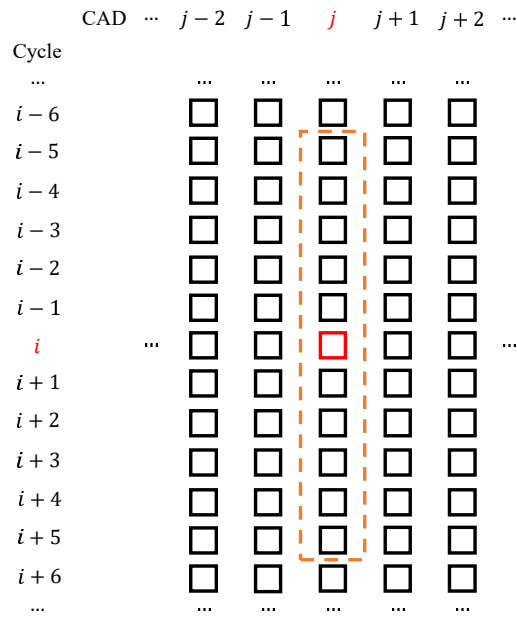 CAD ... j − 2 j − 1 j j + 1 j + 2 ...
Cycle
... ... ... ... ... ...
i − 6
i − 5
i − 4
i − 3
i − 2
i − 1
i ... ...
i + 1
i + 2
i + 3
i + 4
i + 5
i + 6
... ... ... ... ... ...